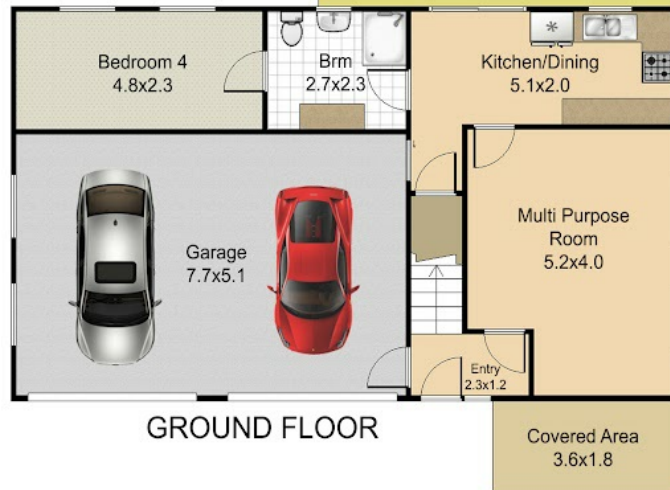 Bedroom 4
4.8x2.3
Brm
2.7x2.3
Kitchen/Dining
5.1x2.0
Garage
7.7x5.1
Multi Purpose
Room
5.2x4.0
Entry
2.3x1.2
GROUND FLOOR
Covered Area
3.6x1.8